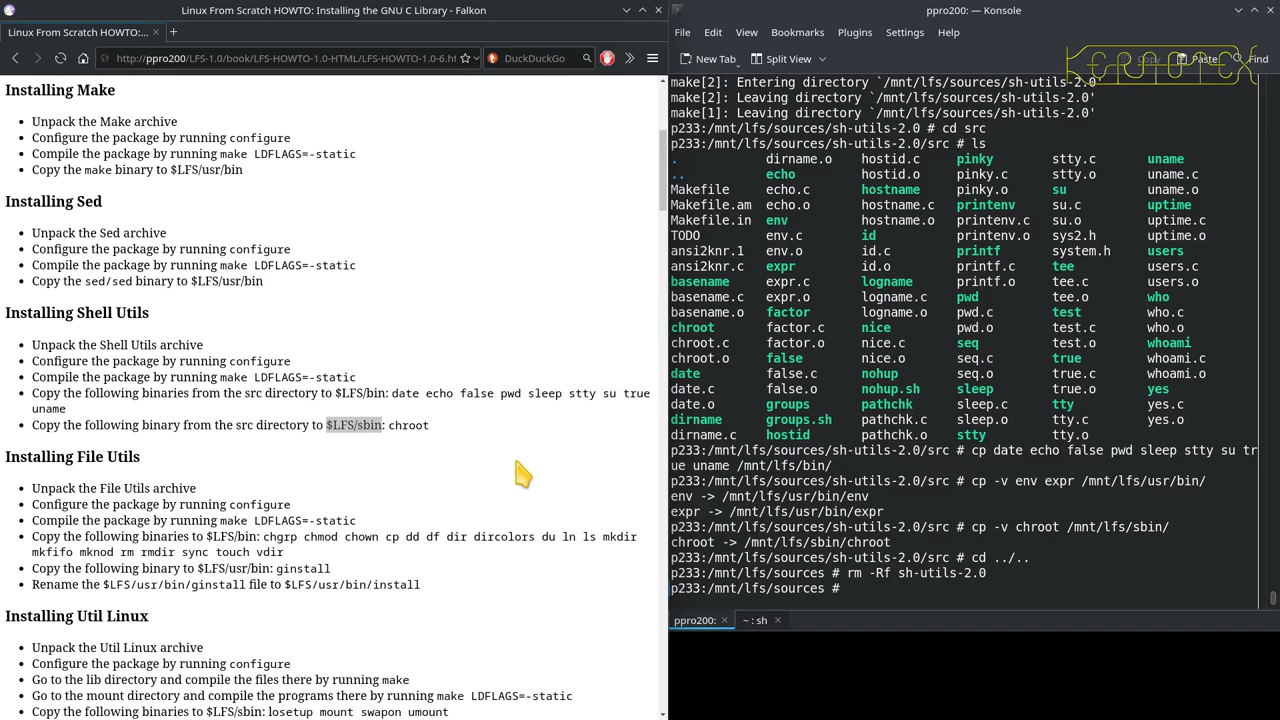 Linux From Scratch HOWTO: Installing the GNU C Library - Falkon
Linux From Scratch HOWTO:...
http://ppro200/LFS-1.0/book/LFS-HOWTO-1.0-HTML/LFS-HOWTO-1.0-6.ht
DuckDuckGo
Installing Make
• Unpack the Make archive
• Configure the package by running configure
• Compile the package by running make LDFLAGS=-static
• Copy the make binary to $LFS/usr/bin
Installing Sed
• Unpack the Sed archive
• Configure the package by running configure
• Compile the package by running make LDFLAGS=-static
• Copy the sed/sed binary to $LFS/usr/bin
Installing Shell Utils
• Unpack the Shell Utils archive
• Configure the package by running configure
• Compile the package by running make LDFLAGS=-static
• Copy the following binaries from the src directory to $LFS/bin: date echo false pwd sleep stty su true
uname
• Copy the following binary from the src directory to $LFS/sbin: chroot
Installing File Utils
• Unpack the File Utils archive
• Configure the package by running configure
• Compile the package by running make LDFLAGS=-static
• Copy the following binaries to $LFS/bin: chgrp chmod chown cp dd df dir dircolors du ln ls mkdir
mkfifo mknod rm rmdir sync touch vdir
• Copy the following binary to $LFS/usr/bin: ginstall
• Rename the $LFS/usr/bin/ginstall file to $LFS/usr/bin/install
Installing Util Linux
• Unpack the Util Linux archive
• Configure the package by running configure
• Go to the lib directory and compile the files there by running make
• Go to the mount directory and compile the programs there by running make LDFLAGS=-static
• Copy the following binaries to $LFS/sbin: losetup mount swapon umount
ppro200: — Konsole
File Edit View Bookmarks Plugins Settings Help
New Tab Split View Copy Paste Find
make[2]: Entering directory `/mnt/lfs/sources/sh-utils-2.0'
make[2]: Leaving directory `/mnt/lfs/sources/sh-utils-2.0'
make[1]: Leaving directory `/mnt/lfs/sources/sh-utils-2.0'
p233:/mnt/lfs/sources/sh-utils-2.0 # cd src
p233:/mnt/lfs/sources/sh-utils-2.0/src # ls
. dirname.o hostid.c pinky stty.c uname
.. echo hostid.o pinky.c stty.o uname.c
Makefile echo.c hostname pinky.o su uname.o
Makefile.am echo.o hostname.c printenv su.c uptime
Makefile.in env hostname.o printenv.c su.o uptime.c
TODO env.c id printenv.o sys2.h uptime.o
ansi2knr.1 env.o id.c printf system.h users
ansi2knr.c expr id.o printf.c tee users.c
basename expr.c logname printf.o tee.c users.o
basename.c expr.o logname.c pwd tee.o who
basename.o factor logname.o pwd.c test who.c
chroot factor.c nice pwd.o test.c who.o
chroot.c factor.o nice.c seq test.o whoami
chroot.o false nice.o seq.c true whoami.c
date false.c nohup seq.o true.c whoami.o
date.c false.o nohup.sh sleep true.o yes
date.o groups pathchk sleep.c tty yes.c
dirname groups.sh pathchk.c sleep.o tty.c yes.o
dirname.c hostid pathchk.o stty tty.o
p233:/mnt/lfs/sources/sh-utils-2.0/src # cp date echo false pwd sleep stty su tr
ue uname /mnt/lfs/bin/
p233:/mnt/lfs/sources/sh-utils-2.0/src # cp -v env expr /mnt/lfs/usr/bin/
env -> /mnt/lfs/usr/bin/env
expr -> /mnt/lfs/usr/bin/expr
p233:/mnt/lfs/sources/sh-utils-2.0/src # cp -v chroot /mnt/lfs/sbin/
chroot -> /mnt/lfs/sbin/chroot
p233:/mnt/lfs/sources/sh-utils-2.0/src # cd ../..
p233:/mnt/lfs/sources # rm -Rf sh-utils-2.0
p233:/mnt/lfs/sources #
ppro200: ~ : sh